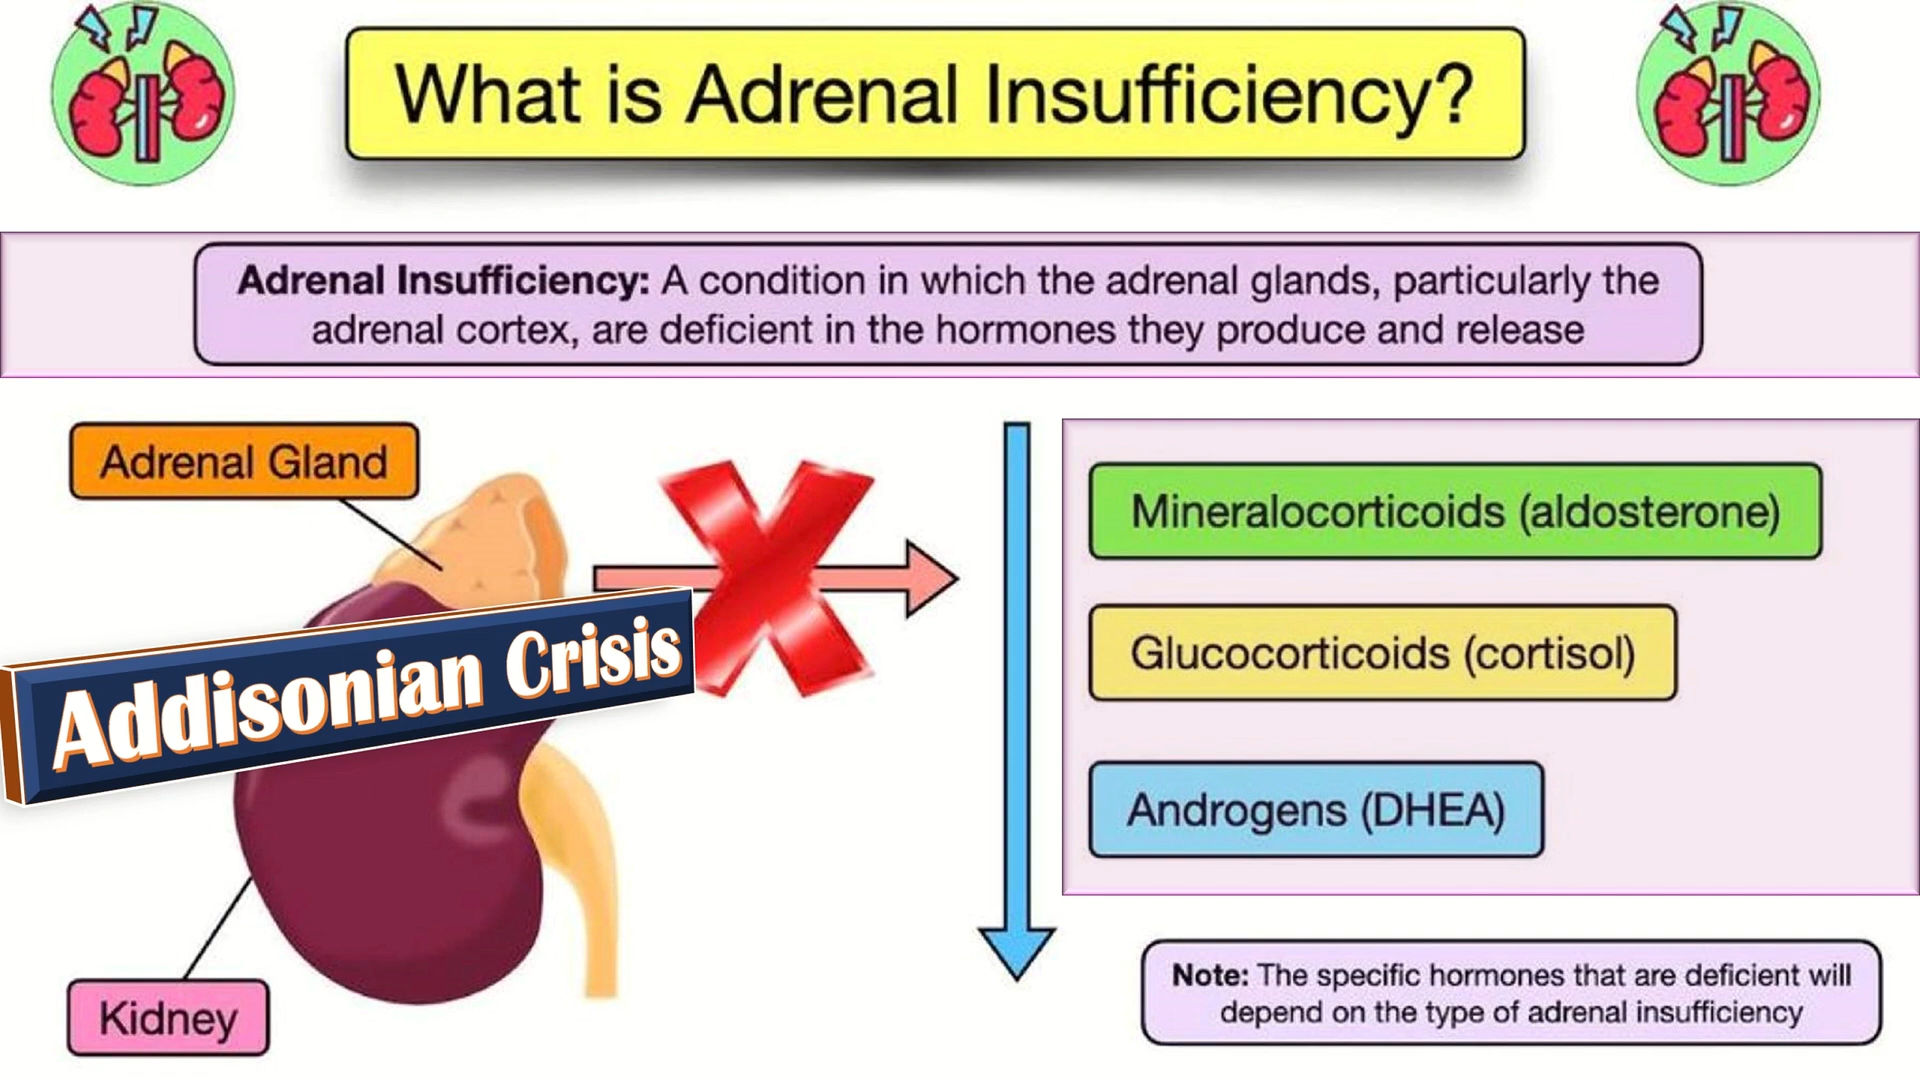 What is Adrenal Insufficiency?
Adrenal Insufficiency: A condition in which the adrenal glands, particularly the
adrenal cortex, are deficient in the hormones they produce and release
Adrenal Gland
Addisonian Crisis
Kidney
Mineralocorticoids (aldosterone)
Glucocorticoids (cortisol)
Androgens (DHEA)
Note: The specific hormones that are deficient will
depend on the type of adrenal insufficiency